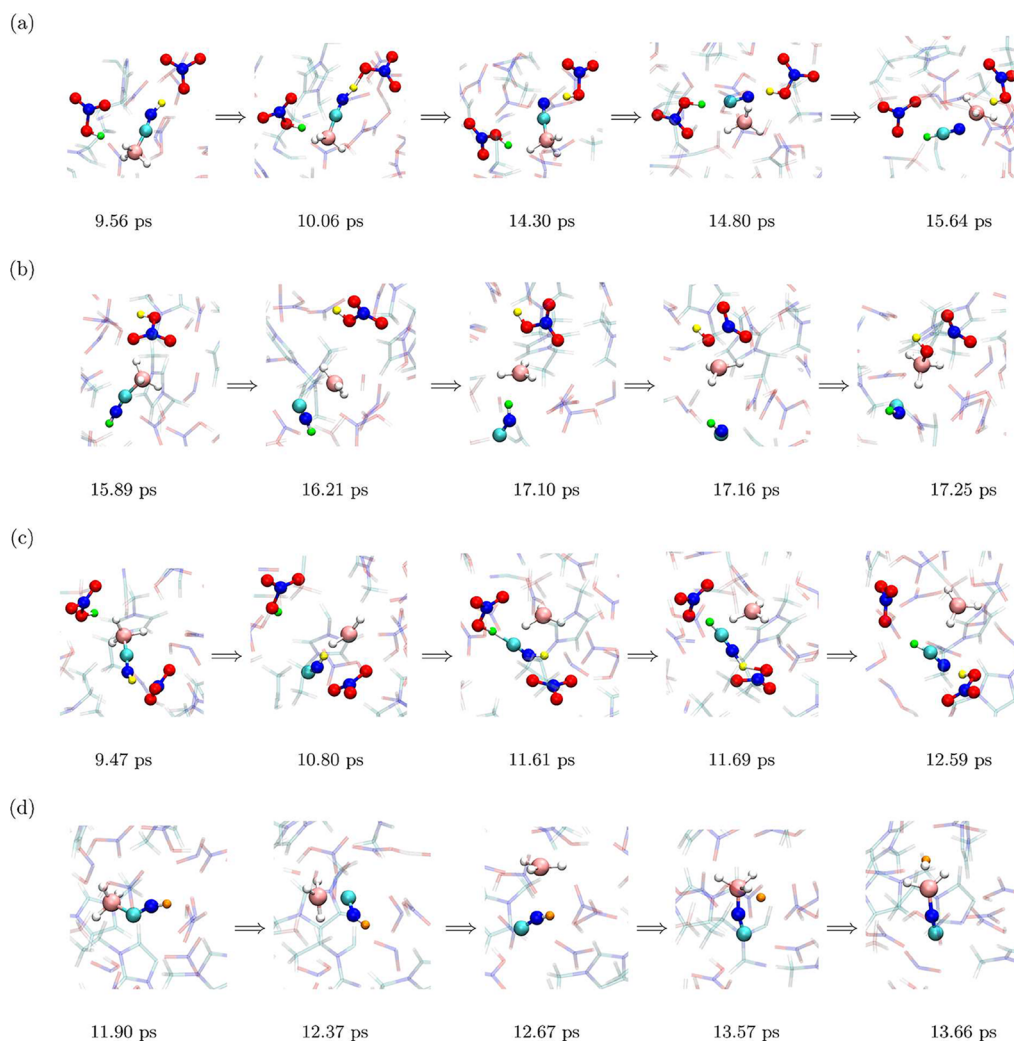 (a)
9.56 ps 10.06 ps 14.30 ps 14.80 ps 15.64 ps
(b)
15.89 ps 16.21 ps 17.10 ps 17.16 ps 17.25 ps
(c)
9.47 ps 10.80 ps 11.61 ps 11.69 ps 12.59 ps
(d)
11.90 ps 12.37 ps 12.67 ps 13.57 ps 13.66 ps